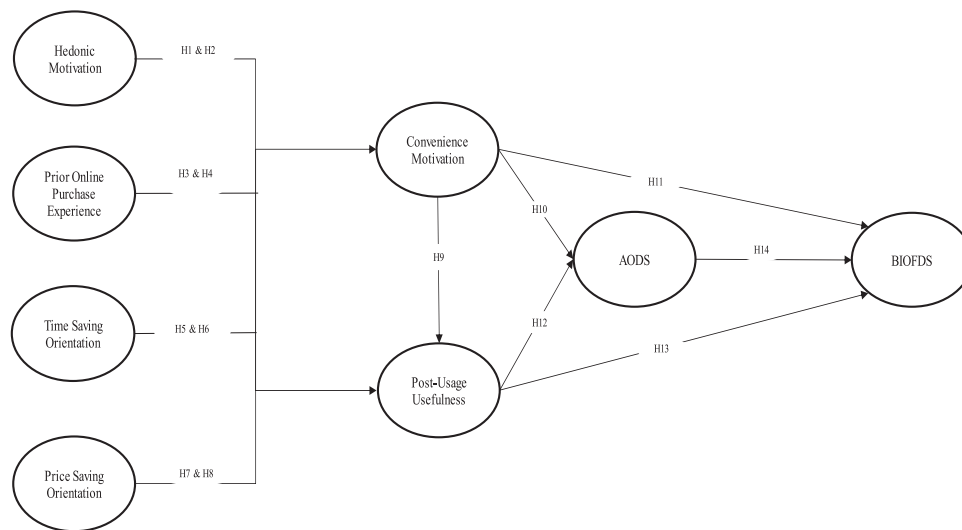 Hedonic
Motivation
H1 & H2
Prior Online
Purchase
Experience
H3 & H4
Time Saving
Orientation
H5 & H6
Price Saving
Orientation
H7 & H8
Convenience
Motivation
H9
Post-Usage
Usefulness
H10
H11
H12
H13
AODS
H14
BIOFDS